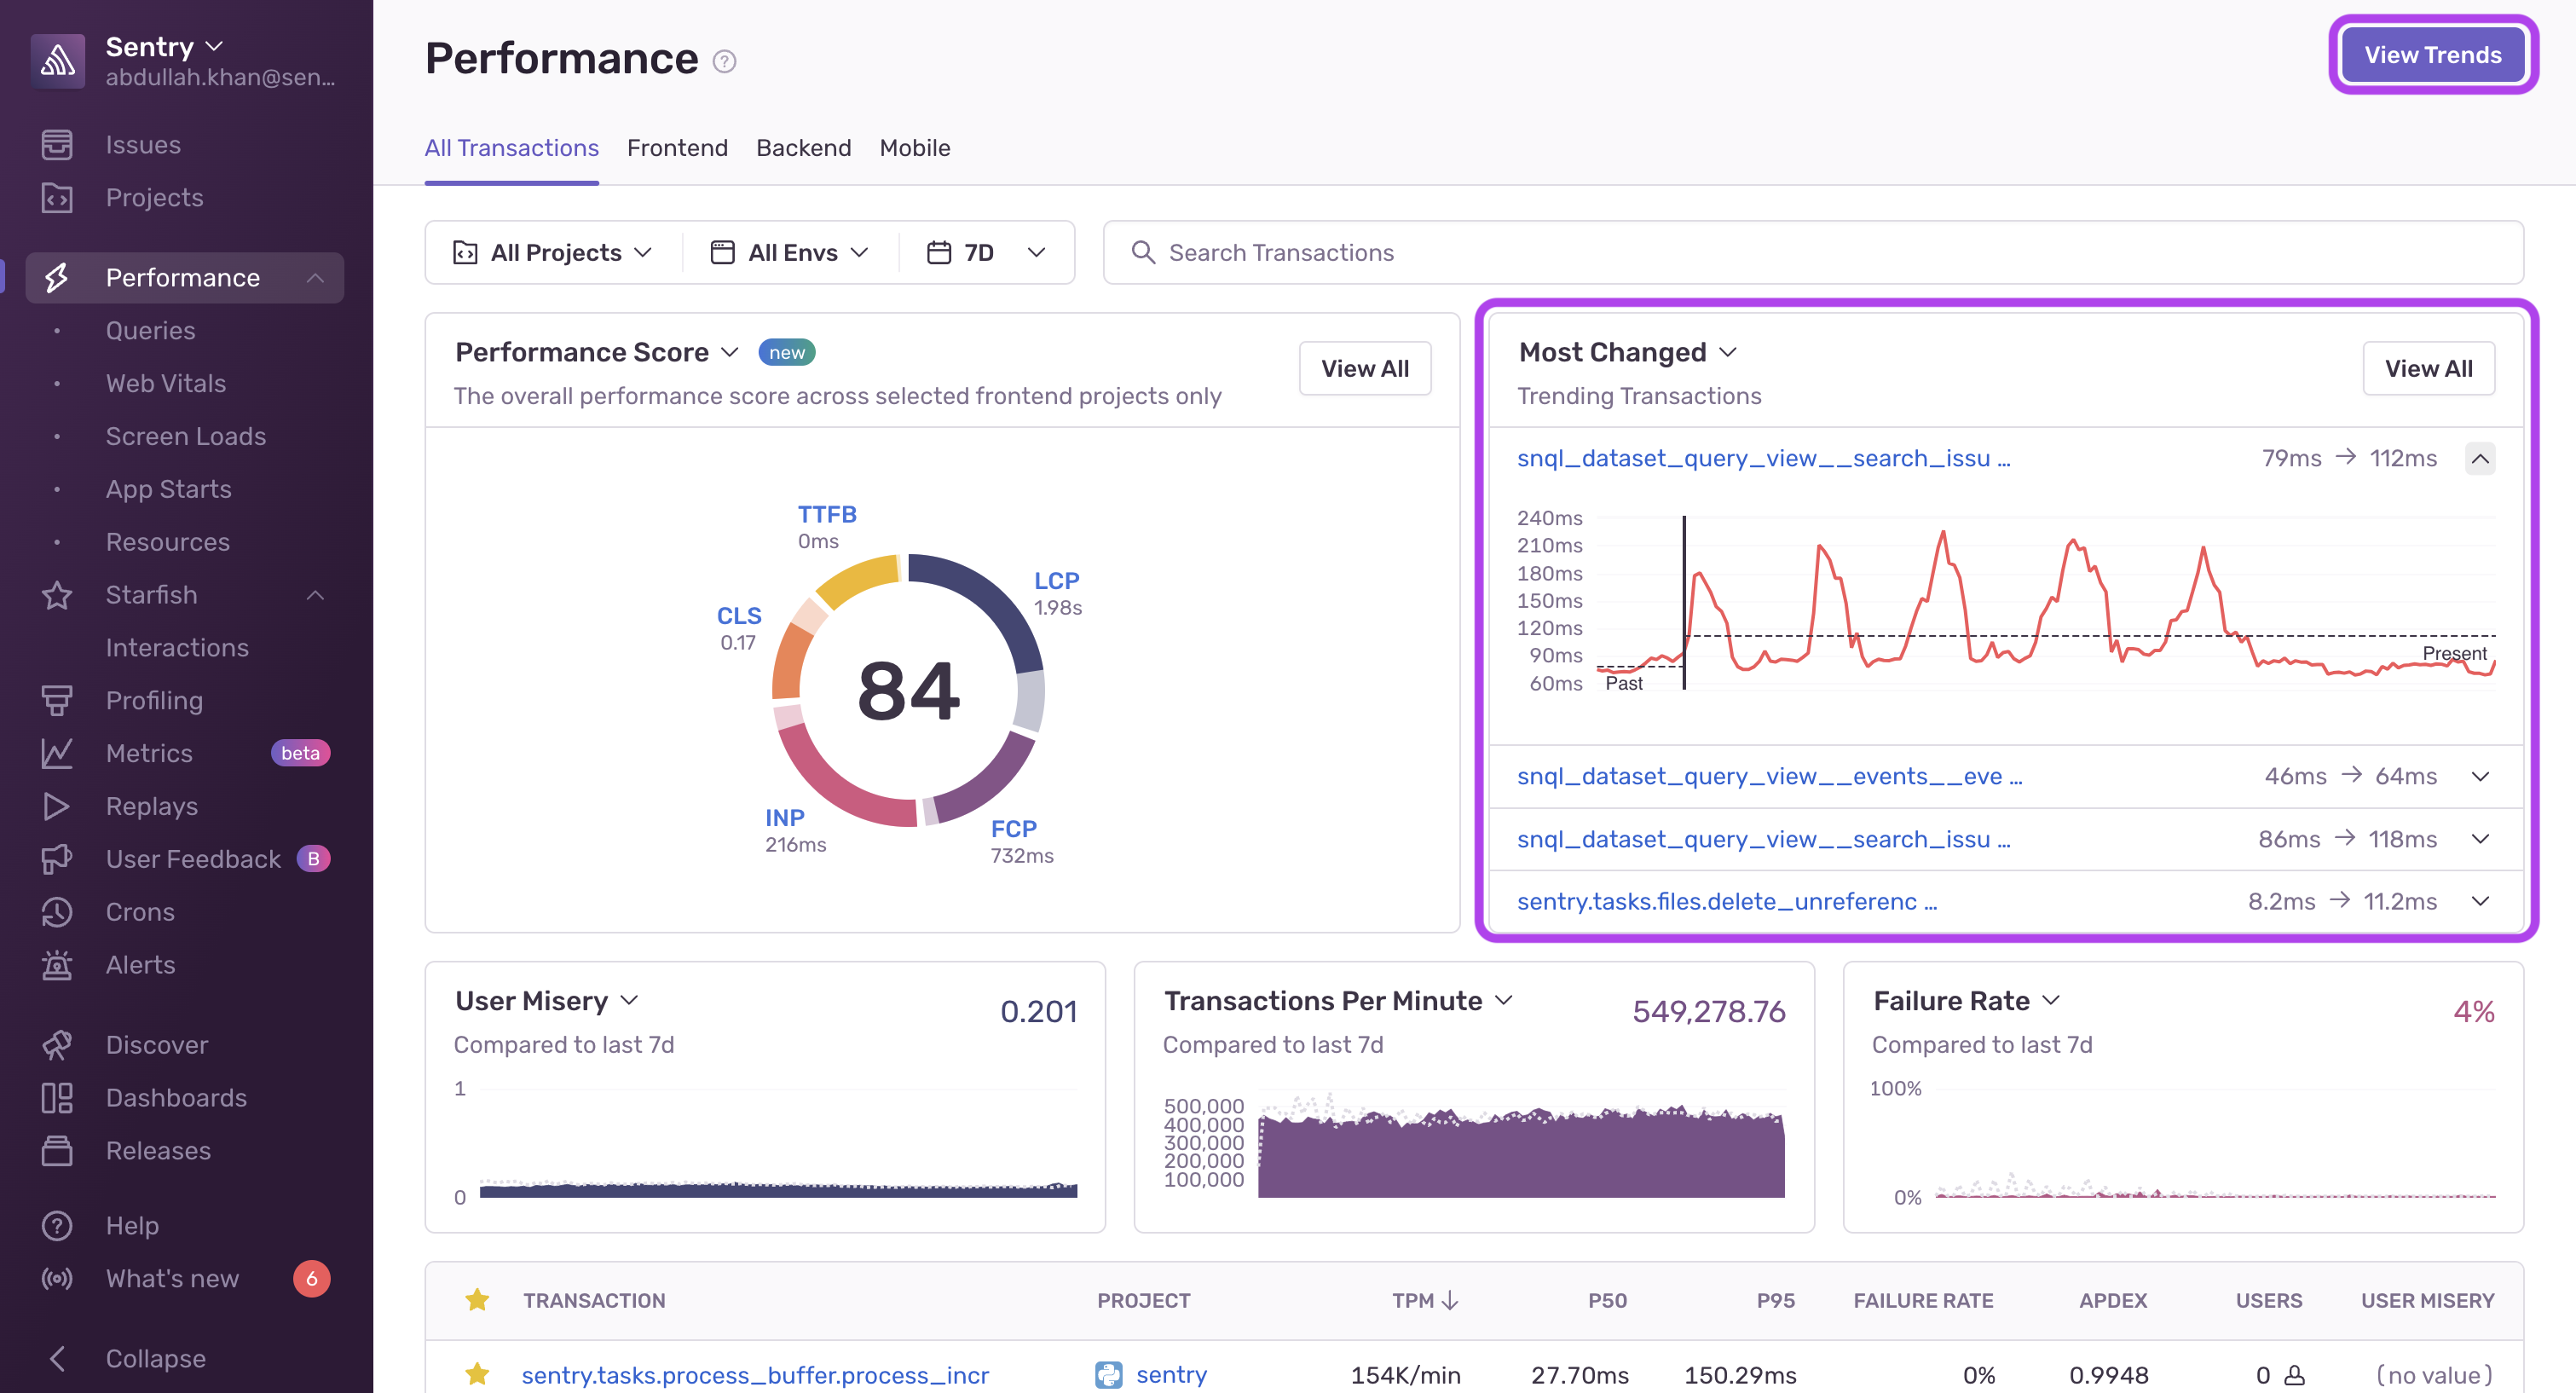 Sentry
abdullah.khan@sen...
Issues
Projects
Performance
Queries
Web Vitals
Screen Loads
App Starts
Resources
Starfish
Interactions
Profiling
Metrics beta
Replays
User Feedback B
Crons
Alerts
Discover
Dashboards
Releases
Help
What's new 6
Collapse
Performance ?
View Trends
All Transactions Frontend Backend Mobile
All Projects All Envs 7D
Search Transactions
Performance Score new
The overall performance score across selected frontend projects only
View All
TTFB
0ms
LCP
1.98s
CLS
0.17
84
INP
216ms
FCP
732ms
Most Changed
Trending Transactions
View All
snql_dataset_query_view__search_issu ... 79ms → 112ms
240ms
210ms
180ms
150ms
120ms
90ms
60ms
Past
Present
snql_dataset_query_view__events__eve ... 46ms → 64ms
snql_dataset_query_view__search_issu ... 86ms → 118ms
sentry.tasks.files.delete_unreferenc ... 8.2ms → 11.2ms
User Misery 0.201
Compared to last 7d
1
0
Transactions Per Minute 549,278.76
Compared to last 7d
500,000
400,000
300,000
200,000
100,000
Failure Rate 4%
Compared to last 7d
100%
0%
TRANSACTION PROJECT TPM ↓ P50 P95 FAILURE RATE APDEX USERS USER MISERY
sentry.tasks.process_buffer.process_incr sentry 154K/min 27.70ms 150.29ms 0% 0.9948 0 (no value)